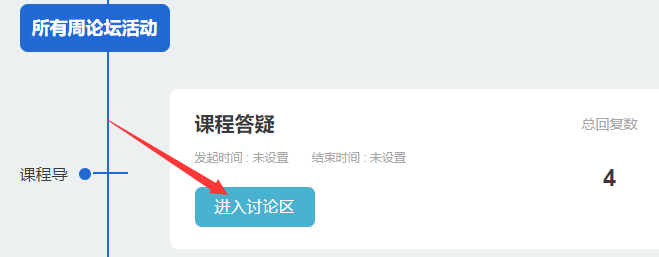 所有周论坛活动
课程答疑
总回复数
发起时间 : 未设置 结束时间 : 未设置
课程导
4
进入讨论区